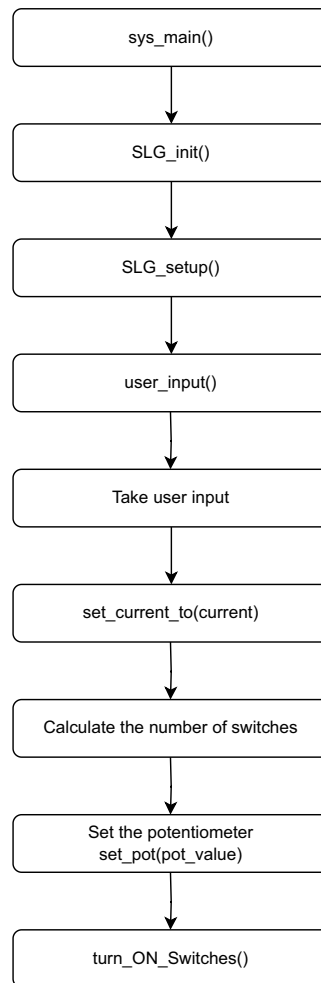 sys_main()
SLG_init()
SLG_setup()
user_input()
Take user input
set_current_to(current)
Calculate the number of switches
Set the potentiometer
set_pot(pot_value)
turn_ON_Switches()